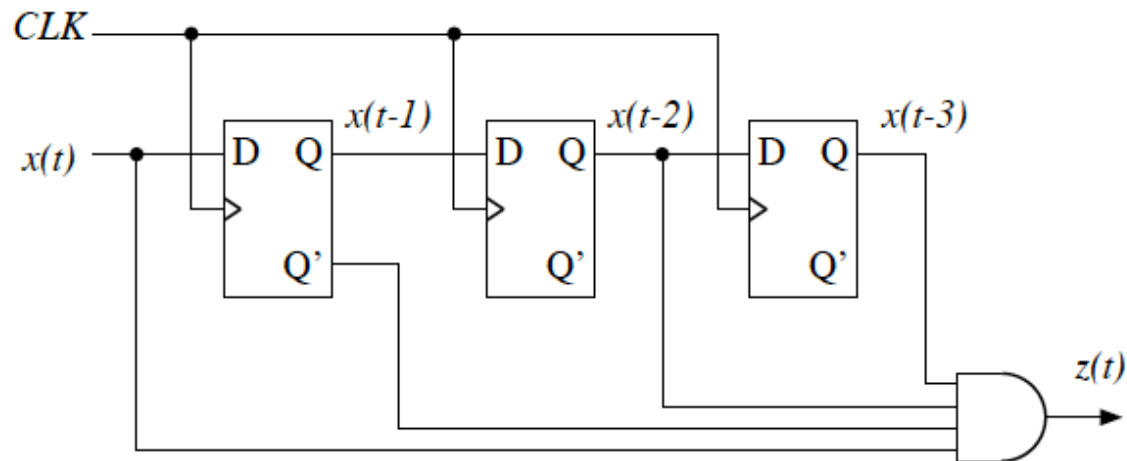 CLK
x(t-1) x(t-2) x(t-3)
x(t) D Q D Q D Q
Q’ Q’ Q’
z(t)